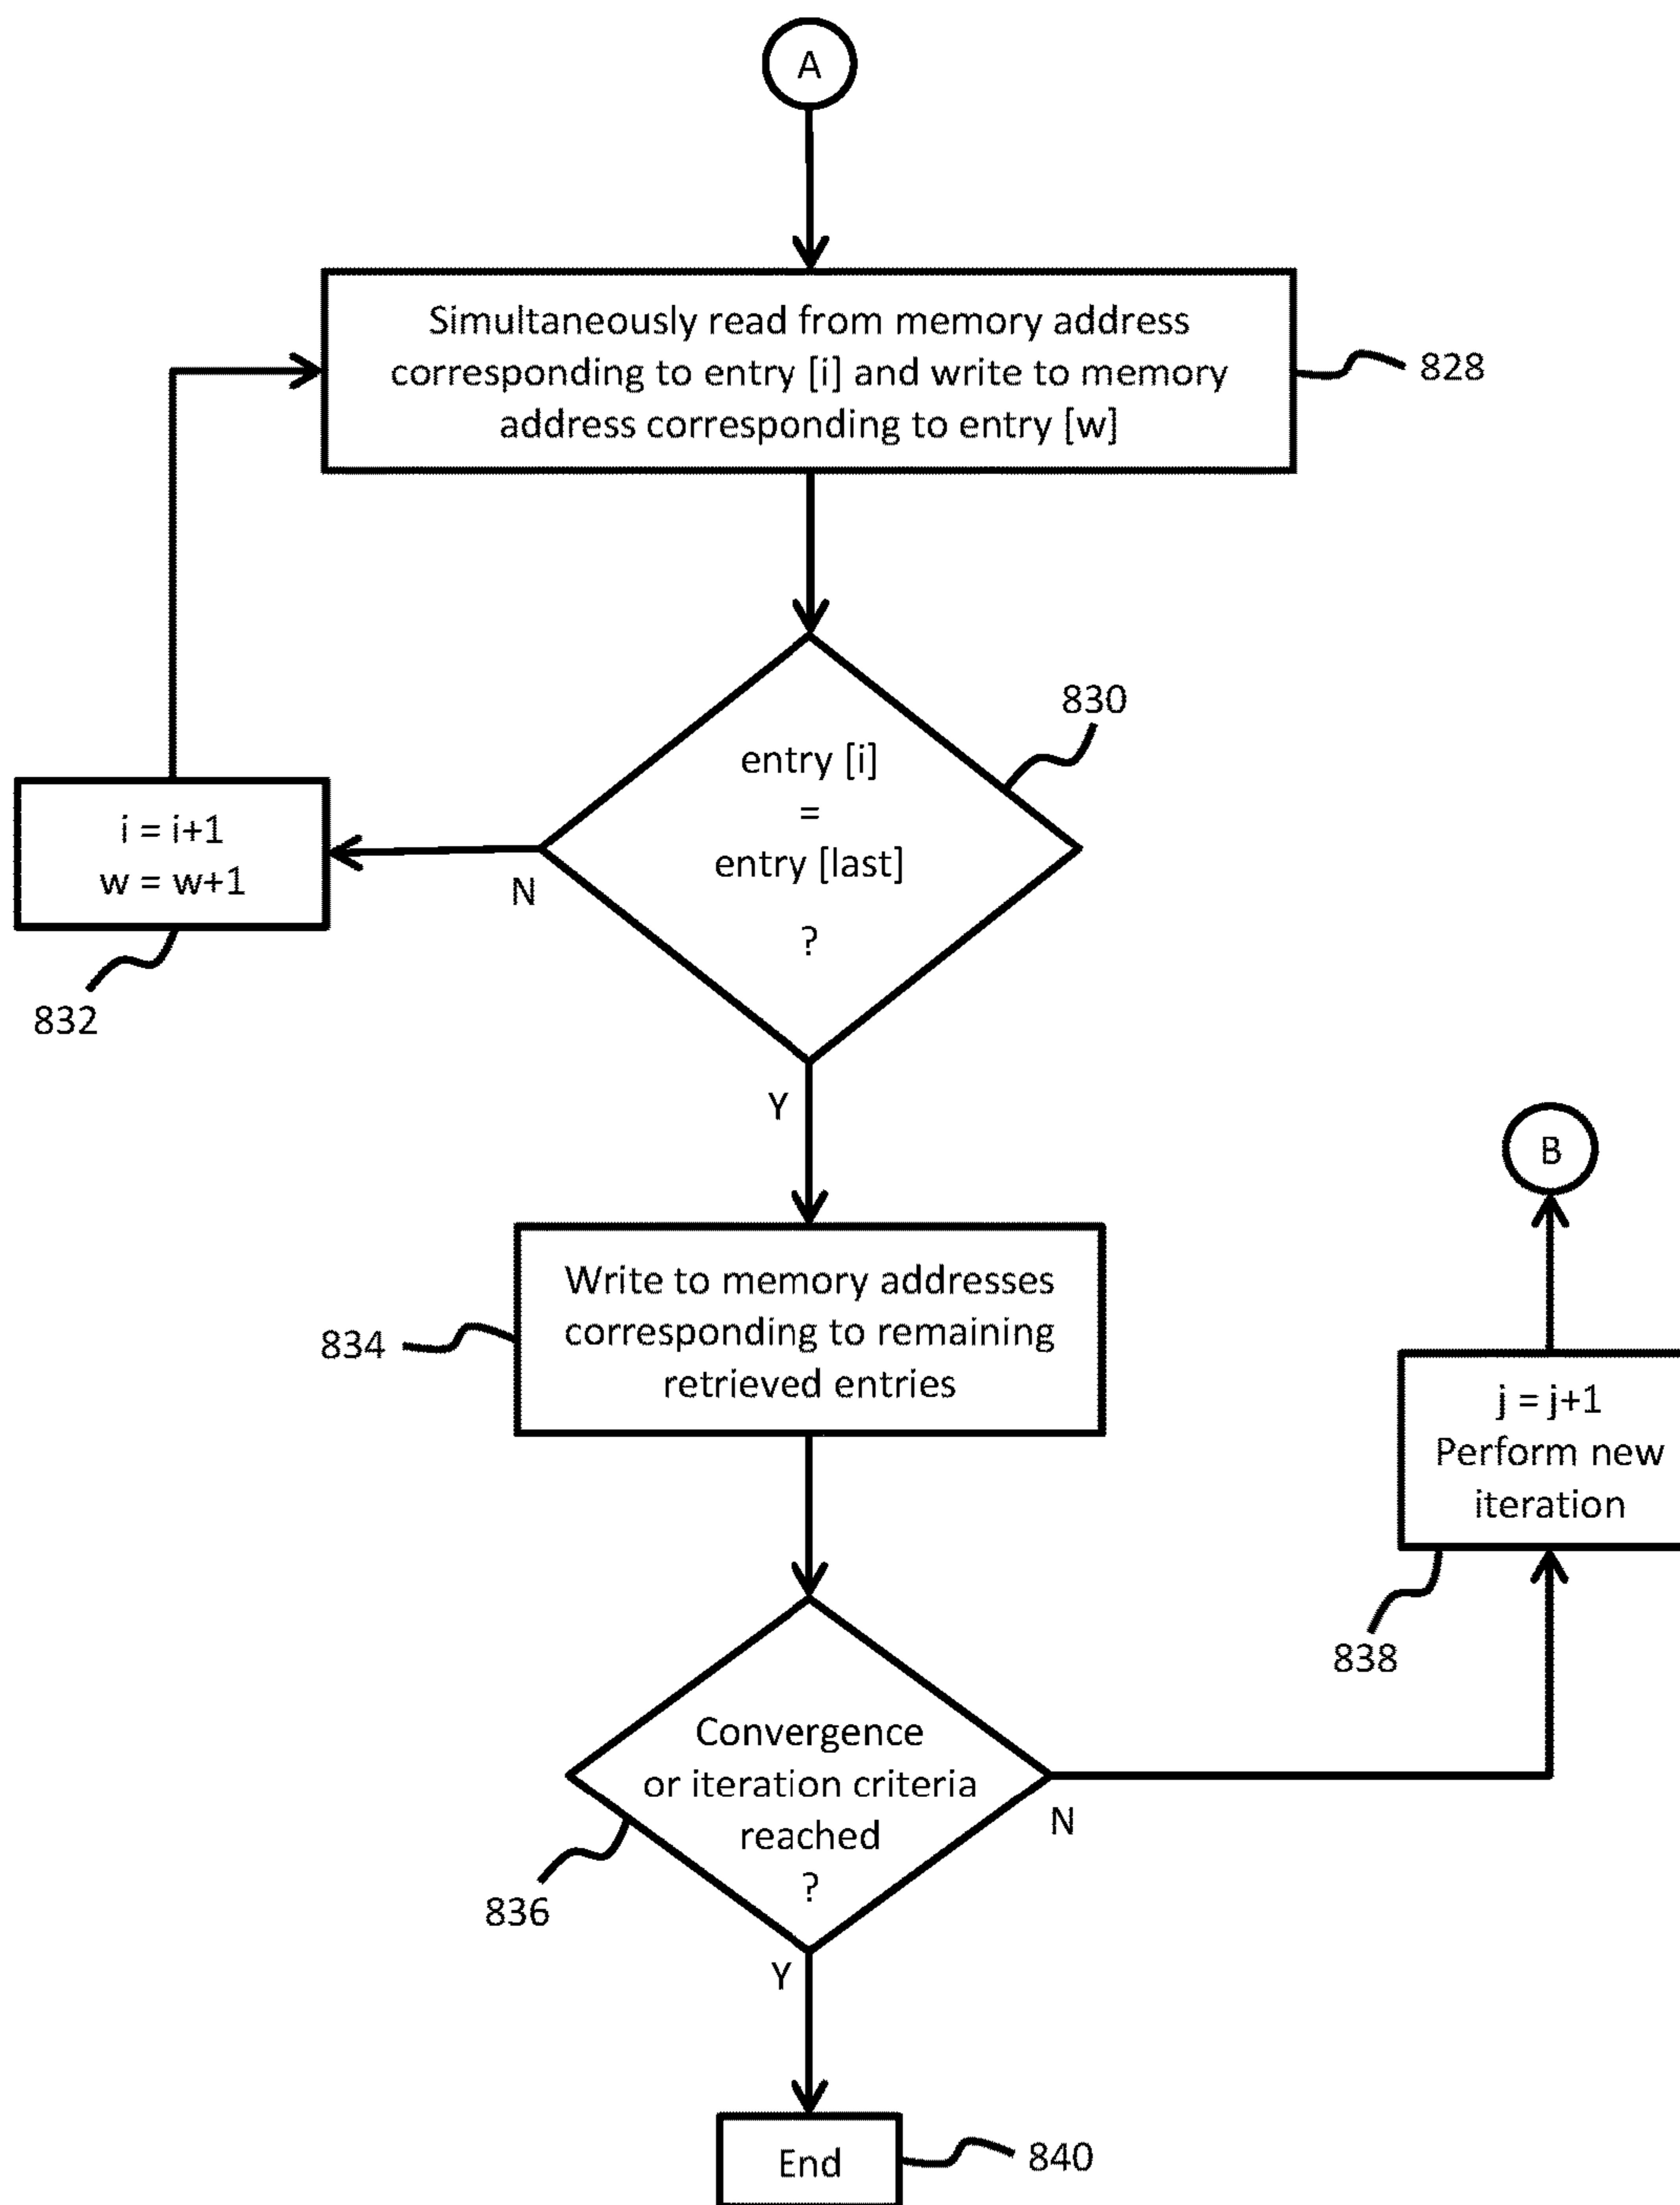 A
Simultaneously read from memory address
corresponding to entry [i] and write to memory
address corresponding to entry [w]
828
830
entry [i]
=
entry [last]
?
N
i = i+1
w = w+1
832
Y
B
Write to memory addresses
corresponding to remaining
retrieved entries
834
j = j+1
Perform new
iteration
838
Convergence
or iteration criteria
reached
?
N
836
Y
End
840